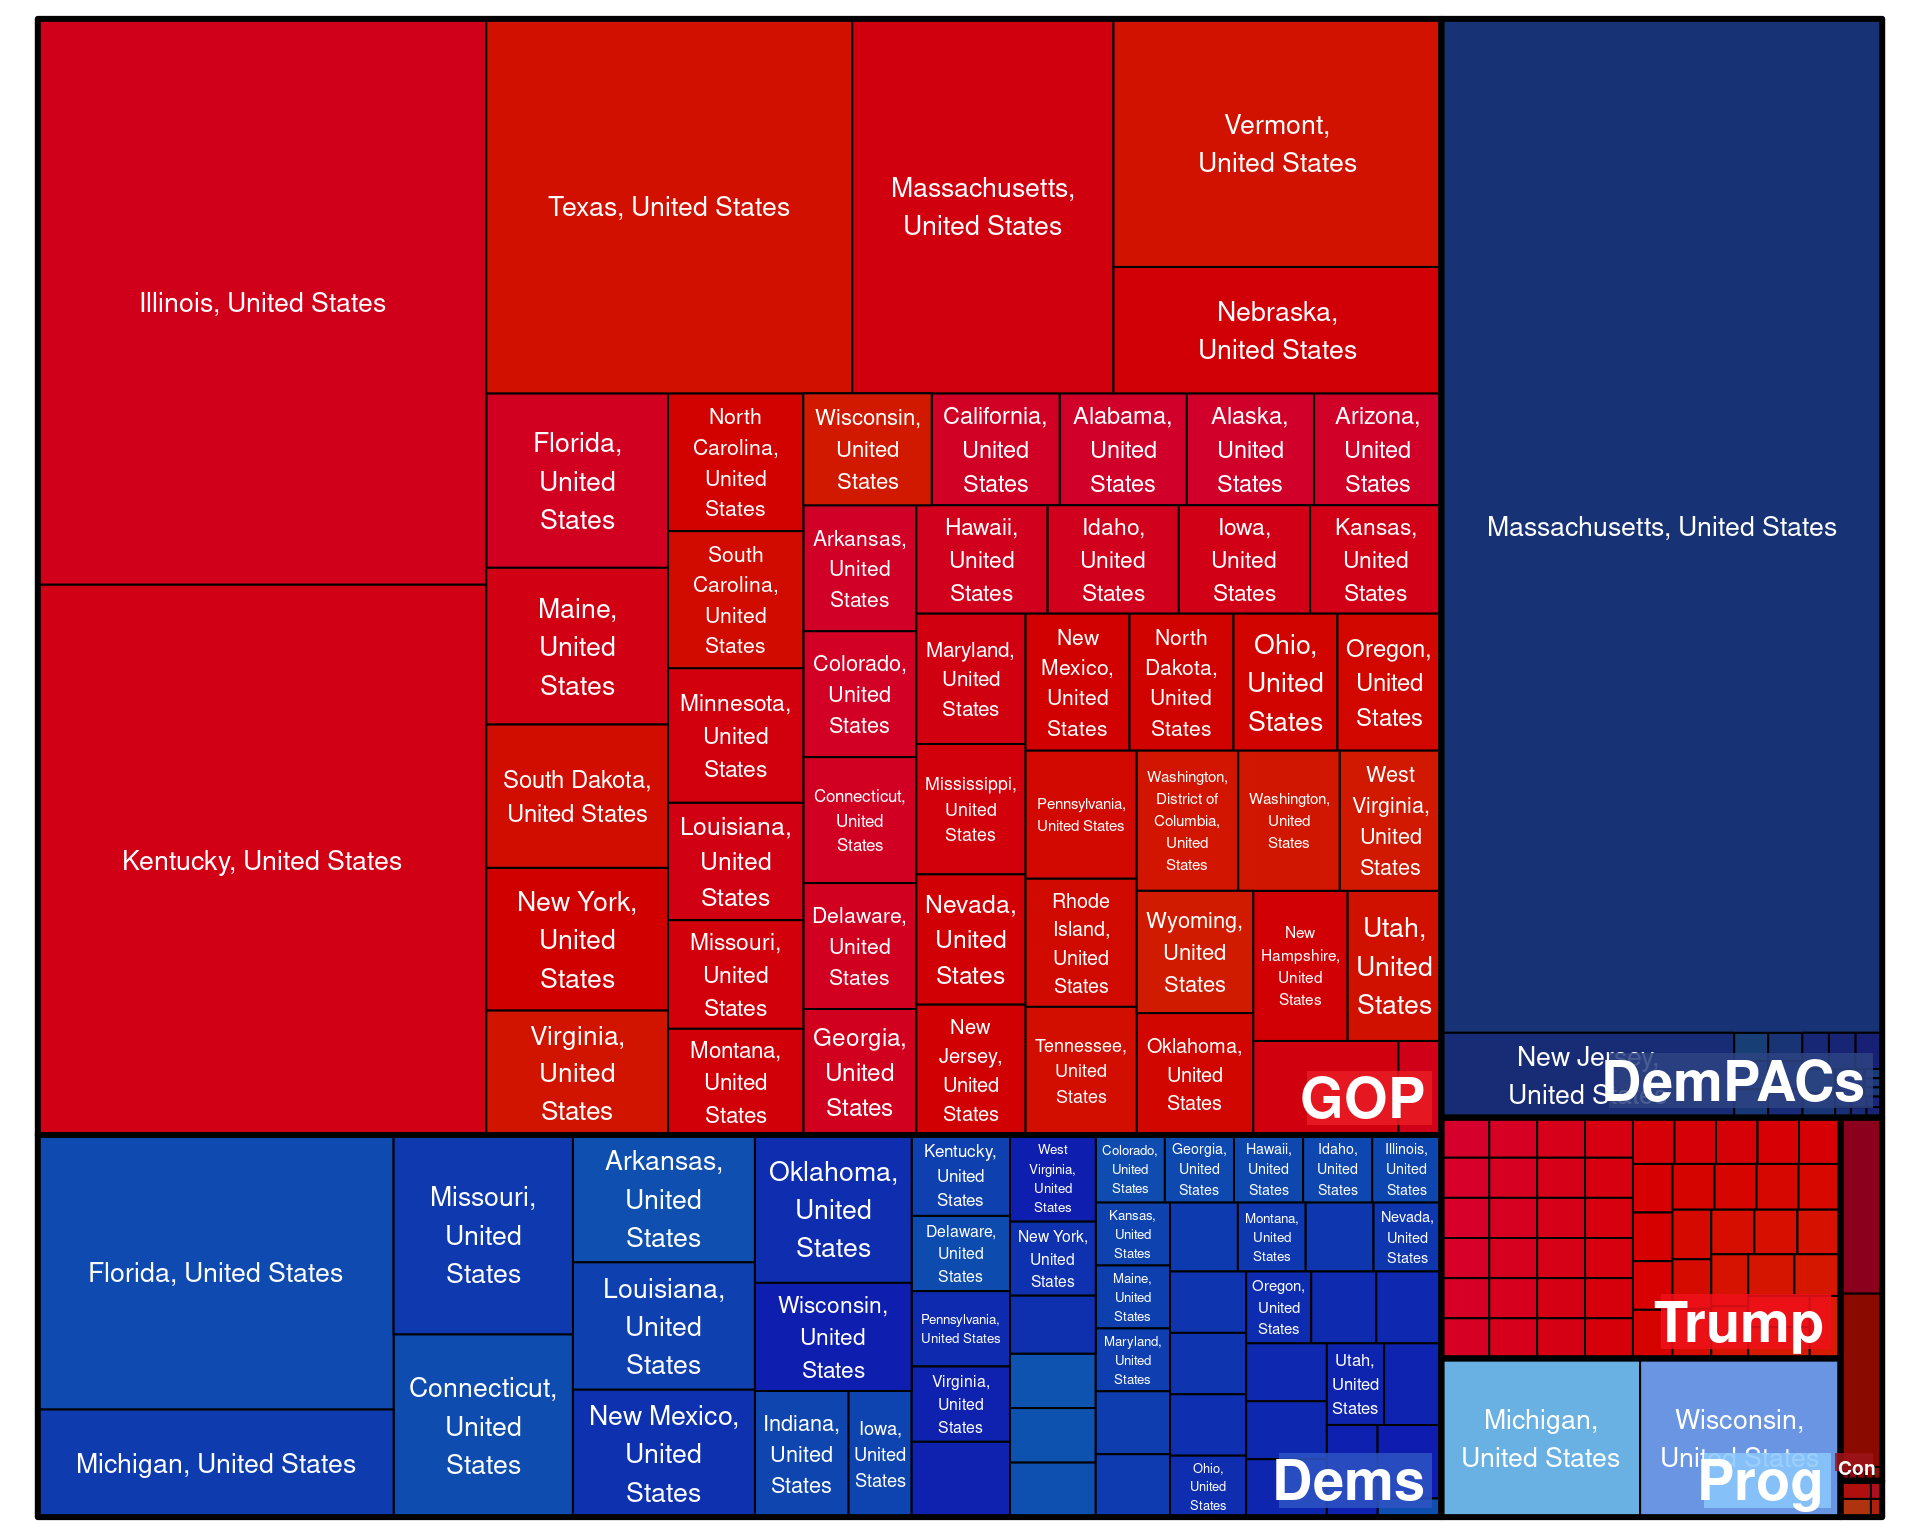 Illinois, United States
Kentucky, United States
Texas, United States
Massachusetts,
United States
Vermont,
United States
Nebraska,
United States
Florida,
United
States
Maine,
United
States
South Dakota,
United States
New York,
United
States
Virginia,
United
States
North
Carolina,
United
States
South
Carolina,
United
States
Minnesota,
United
States
Louisiana,
United
States
Missouri,
United
States
Montana,
United
States
Wisconsin,
United
States
California,
United
States
Alabama,
United
States
Alaska,
United
States
Arizona,
United
States
Arkansas,
United
States
Colorado,
United
States
Connecticut,
United
States
Delaware,
United
States
Georgia,
United
States
Hawaii,
United
States
Idaho,
United
States
Iowa,
United
States
Kansas,
United
States
Maryland,
United
States
Mississippi,
United
States
Nevada,
United
States
New
Jersey,
United
States
New
Mexico,
United
States
North
Dakota,
United
States
Ohio,
United
States
Oregon,
United
States
Pennsylvania,
United States
Rhode
Island,
United
States
Tennessee,
United
States
Washington,
District of
Columbia,
United
States
Washington,
United
States
West
Virginia,
United
States
Wyoming,
United
States
Oklahoma,
United
States
New
Hampshire,
United
States
Utah,
United
States
GOP
Massachusetts, United States
New Jersey,
United States
DemPACs
Florida, United States
Michigan, United States
Missouri,
United
States
Connecticut,
United
States
Arkansas,
United
States
Louisiana,
United
States
New Mexico,
United
States
Oklahoma,
United
States
Wisconsin,
United
States
Indiana,
United
States
Iowa,
United
States
Kentucky,
United
States
Delaware,
United
States
Pennsylvania,
United States
Virginia,
United
States
West
Virginia,
United
States
New York,
United
States
Colorado,
United
States
Georgia,
United
States
Hawaii,
United
States
Idaho,
United
States
Illinois,
United
States
Kansas,
United
States
Maine,
United
States
Maryland,
United
States
Montana,
United
States
Nevada,
United
States
Oregon,
United
States
Utah,
United
States
Ohio,
United
States
Dems
Trump
Michigan,
United States
Wisconsin,
United States
Prog
Con